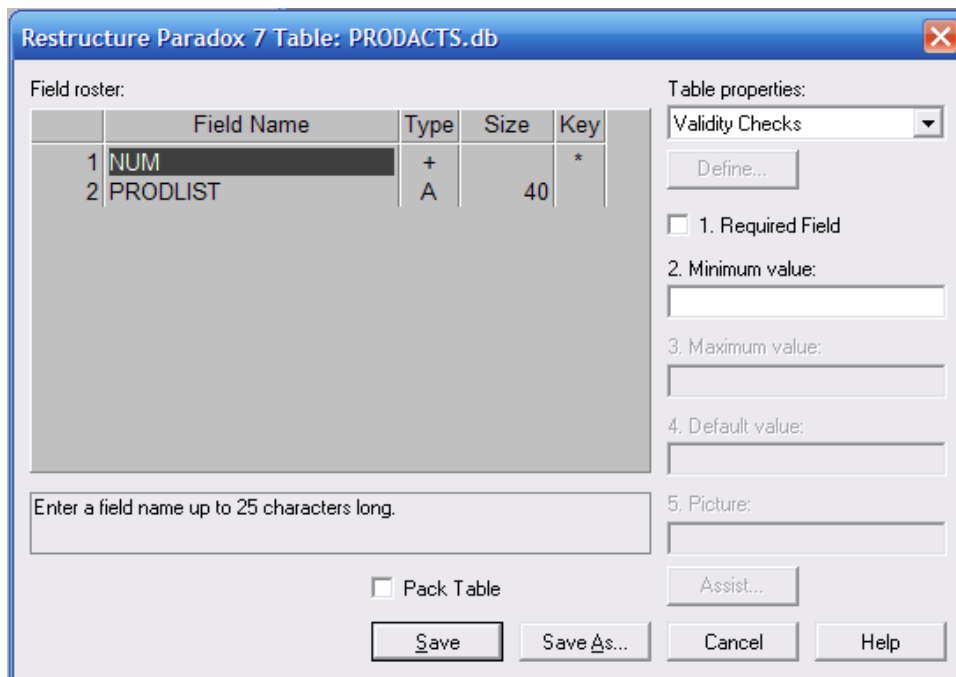 Restructure Paradox 7 Table: PRODACTS.db
Field roster:
Field Name Type Size Key
1 NUM + *
2 PRODLIST A 40
Enter a field name up to 25 characters long.
Pack Table
Save Save As... Cancel Help
Table properties:
Validity Checks
Define...
1. Required Field
2. Minimum value:
3. Maximum value:
4. Default value:
5. Picture:
Assist...